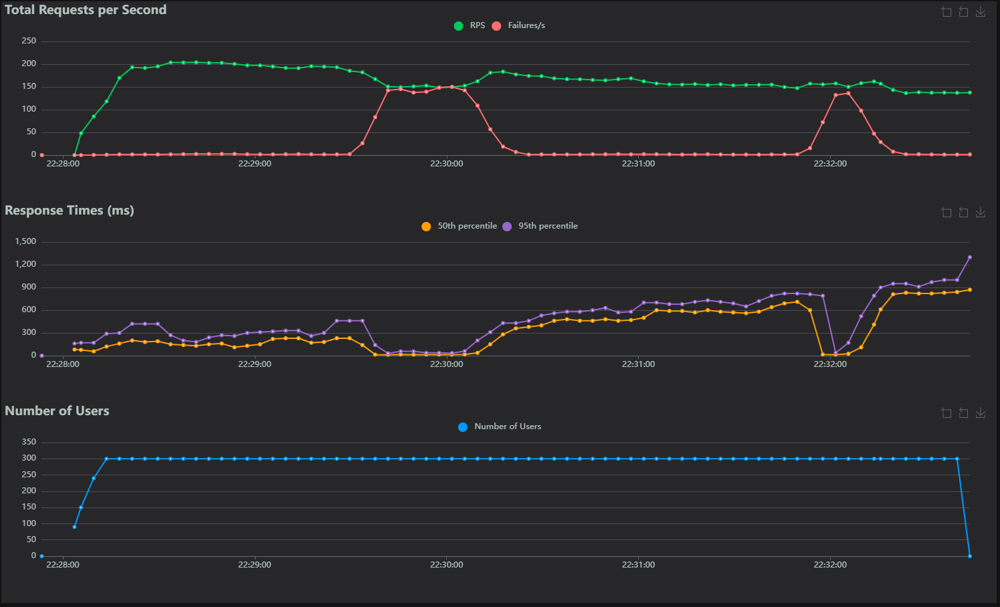 Total Requests per Second
RPS Failures/s
250
200
150
100
50
0
22:28:00 22:29:00 22:30:00 22:31:00 22:32:00
Response Times (ms)
50th percentile 95th percentile
1,500
1,200
900
600
300
0
22:28:00 22:29:00 22:30:00 22:31:00 22:32:00
Number of Users
Number of Users
350
300
250
200
150
100
50
0
22:28:00 22:29:00 22:30:00 22:31:00 22:32:00